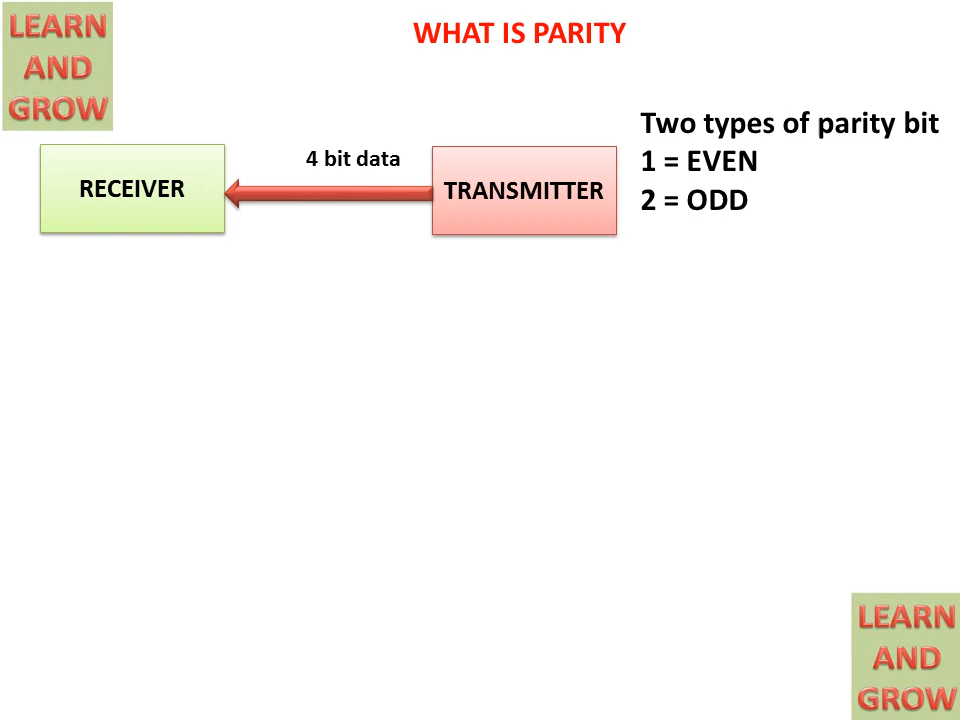 LEARN
AND
GROW
WHAT IS PARITY
Two types of parity bit
1 = EVEN
2 = ODD
4 bit data
RECEIVER
TRANSMITTER
LEARN
AND
GROW